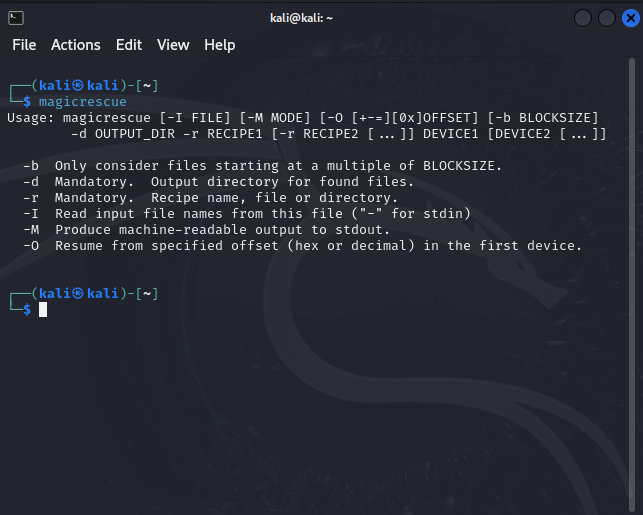 kali@kali: ~
File Actions Edit View Help
┌──(kali㉿kali)-[~]
└─$ magicrescue
Usage: magicrescue [-I FILE] [-M MODE] [-O [+-=][0x]OFFSET] [-b BLOCKSIZE]
        -d OUTPUT_DIR -r RECIPE1 [-r RECIPE2 [...]] DEVICE1 [DEVICE2 [...]]
  -b  Only consider files starting at a multiple of BLOCKSIZE.
  -d  Mandatory.  Output directory for found files.
  -r  Mandatory.  Recipe name, file or directory.
  -I  Read input file names from this file ("-" for stdin)
  -M  Produce machine-readable output to stdout.
  -O  Resume from specified offset (hex or decimal) in the first device.
┌──(kali㉿kali)-[~]
└─$